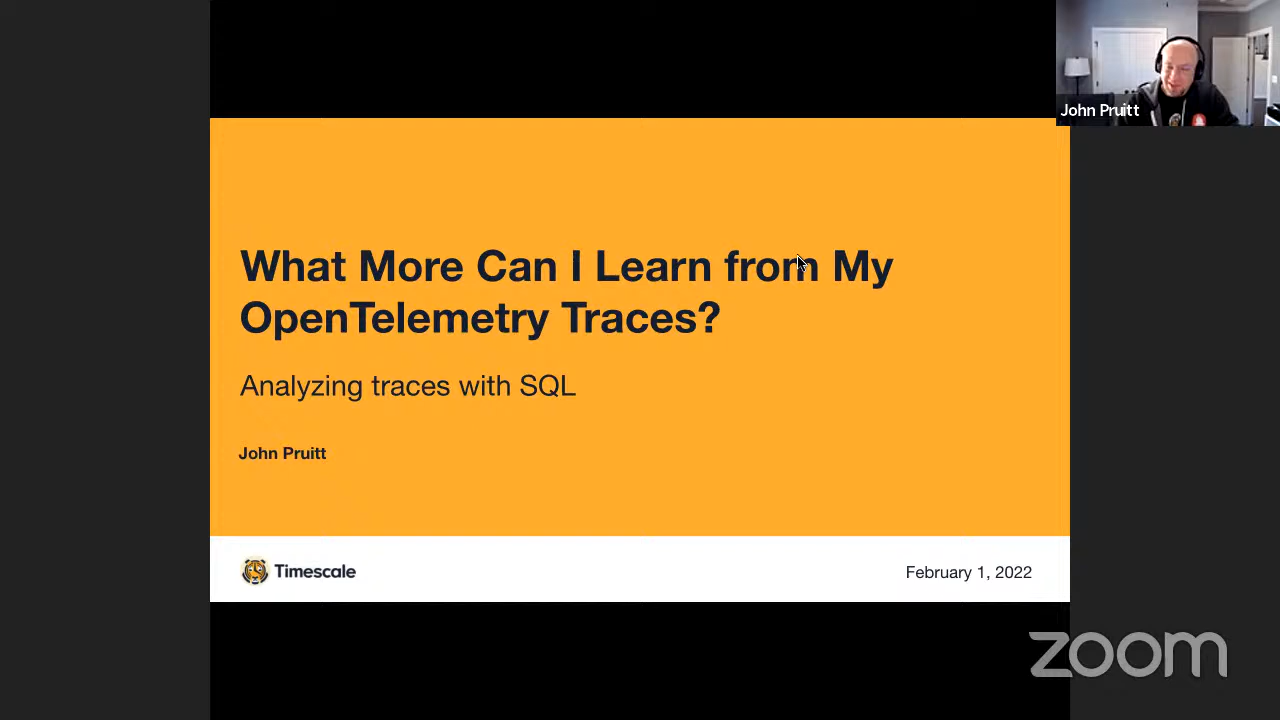 John Pruitt
What More Can I Learn from My
OpenTelemetry Traces?
Analyzing traces with SQL
John Pruitt
Timescale
February 1, 2022
zoom